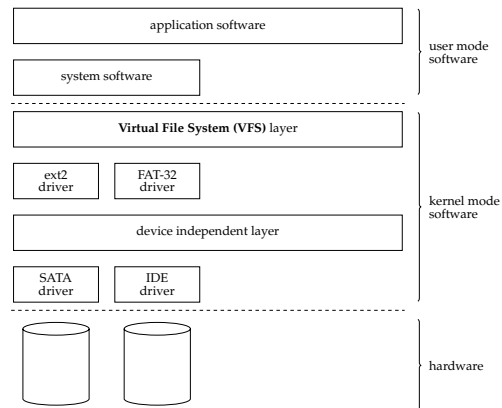 application software
system software
user mode
software
Virtual File System (VFS) layer
ext2
driver
FAT-32
driver
device independent layer
SATA
driver
IDE
driver
kernel mode
software
hardware